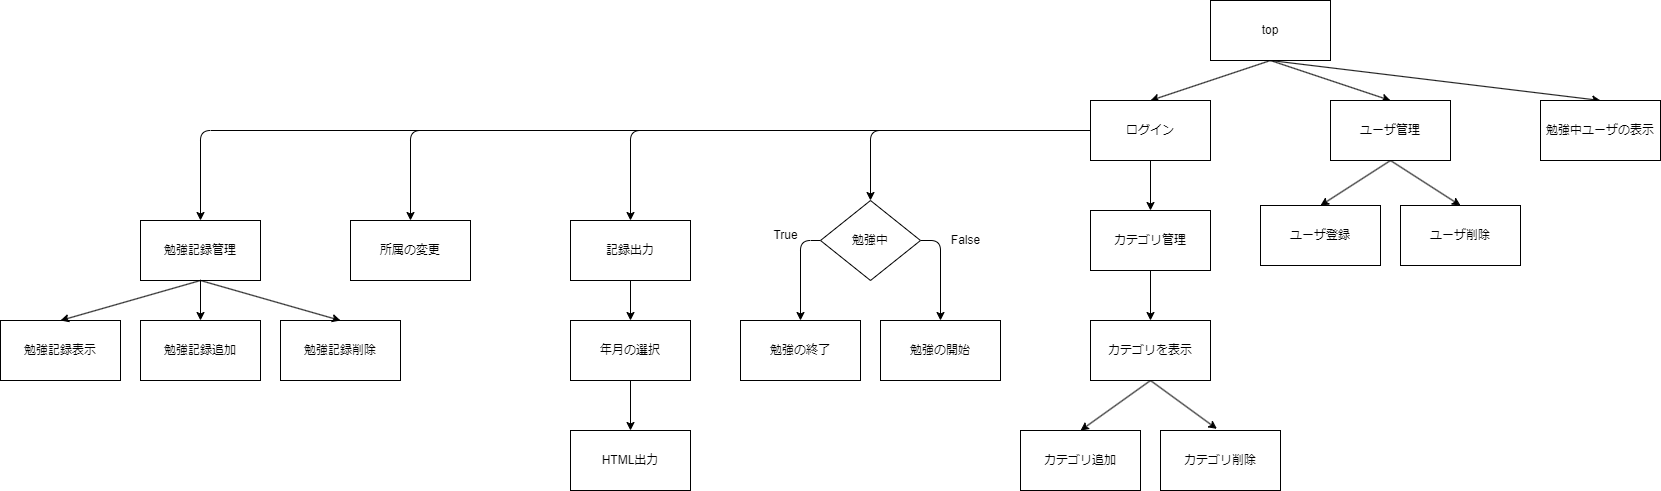 top
ログイン
ユーザ管理
勉強中ユーザの表示
ユーザ登録
ユーザ削除
勉強記録管理
所属の変更
記録出力
True
勉強中
False
カテゴリ管理
勉強記録表示
勉強記録追加
勉強記録削除
年月の選択
勉強の終了
勉強の開始
カテゴリを表示
HTML出力
カテゴリ追加
カテゴリ削除